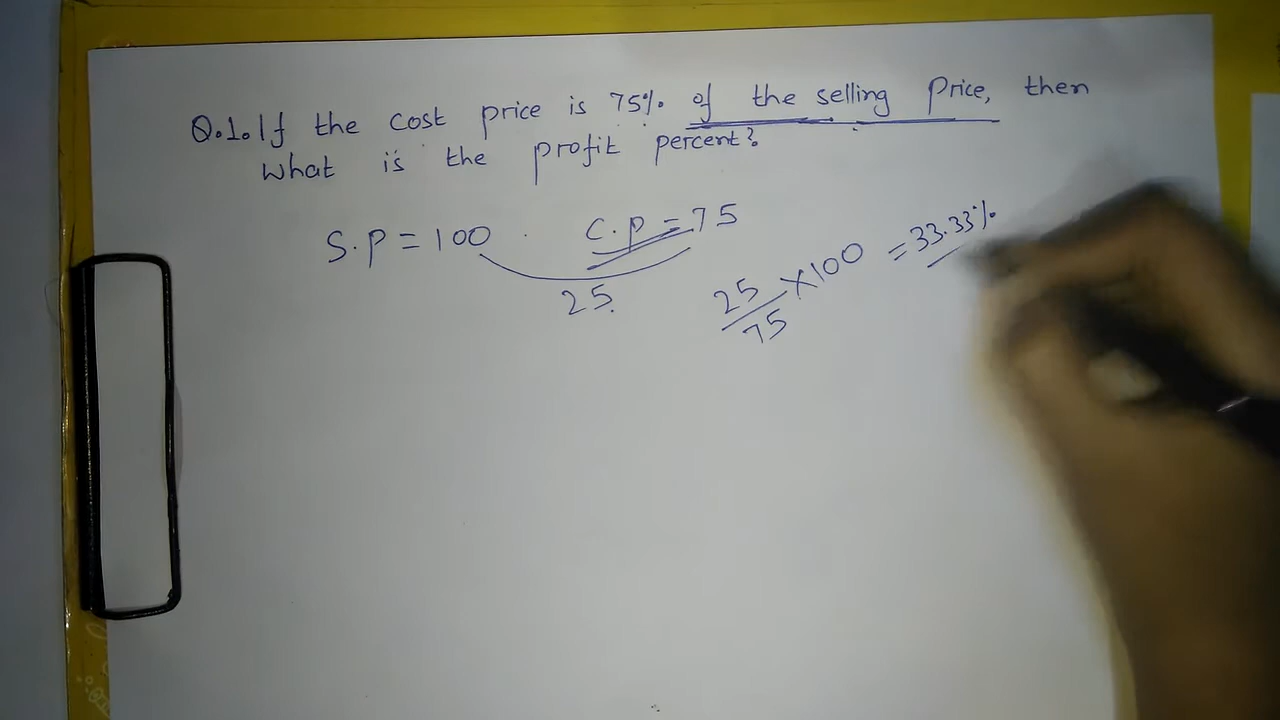 Q.1. If the cost price is 75% of the selling Price, then
what is the profit percent?
S.P = 100 C.P = 75
25.
25/75 X100 = 33.33%